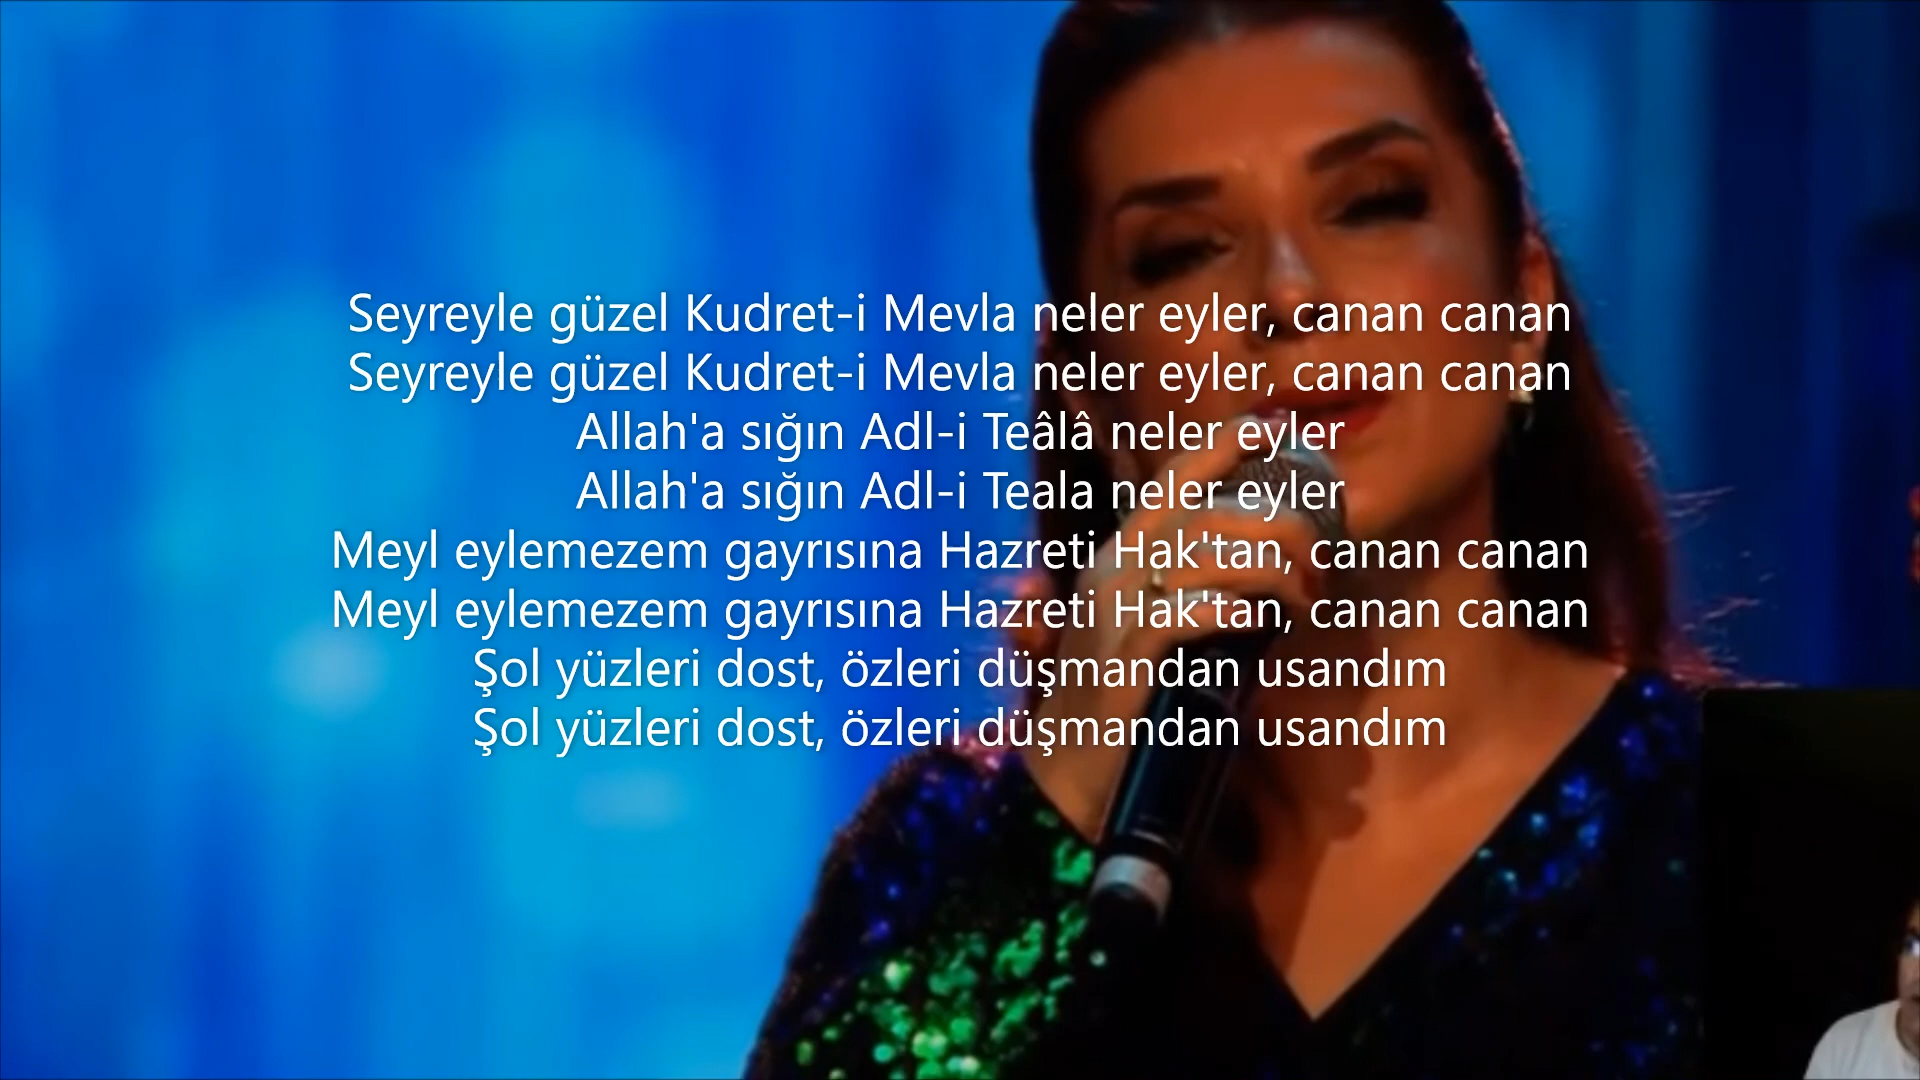 Seyreyle güzel Kudret-i Mevla neler eyler, canan canan
Seyreyle güzel Kudret-i Mevla neler eyler, canan canan
Allah'a sığın Adl-i Teâlâ neler eyler
Allah'a sığın Adl-i Teala neler eyler
Meyl eylemezem gayrısına Hazreti Hak'tan, canan canan
Meyl eylemezem gayrısına Hazreti Hak'tan, canan canan
Şol yüzleri dost, özleri düşmandan usandım
Şol yüzleri dost, özleri düşmandan usandım